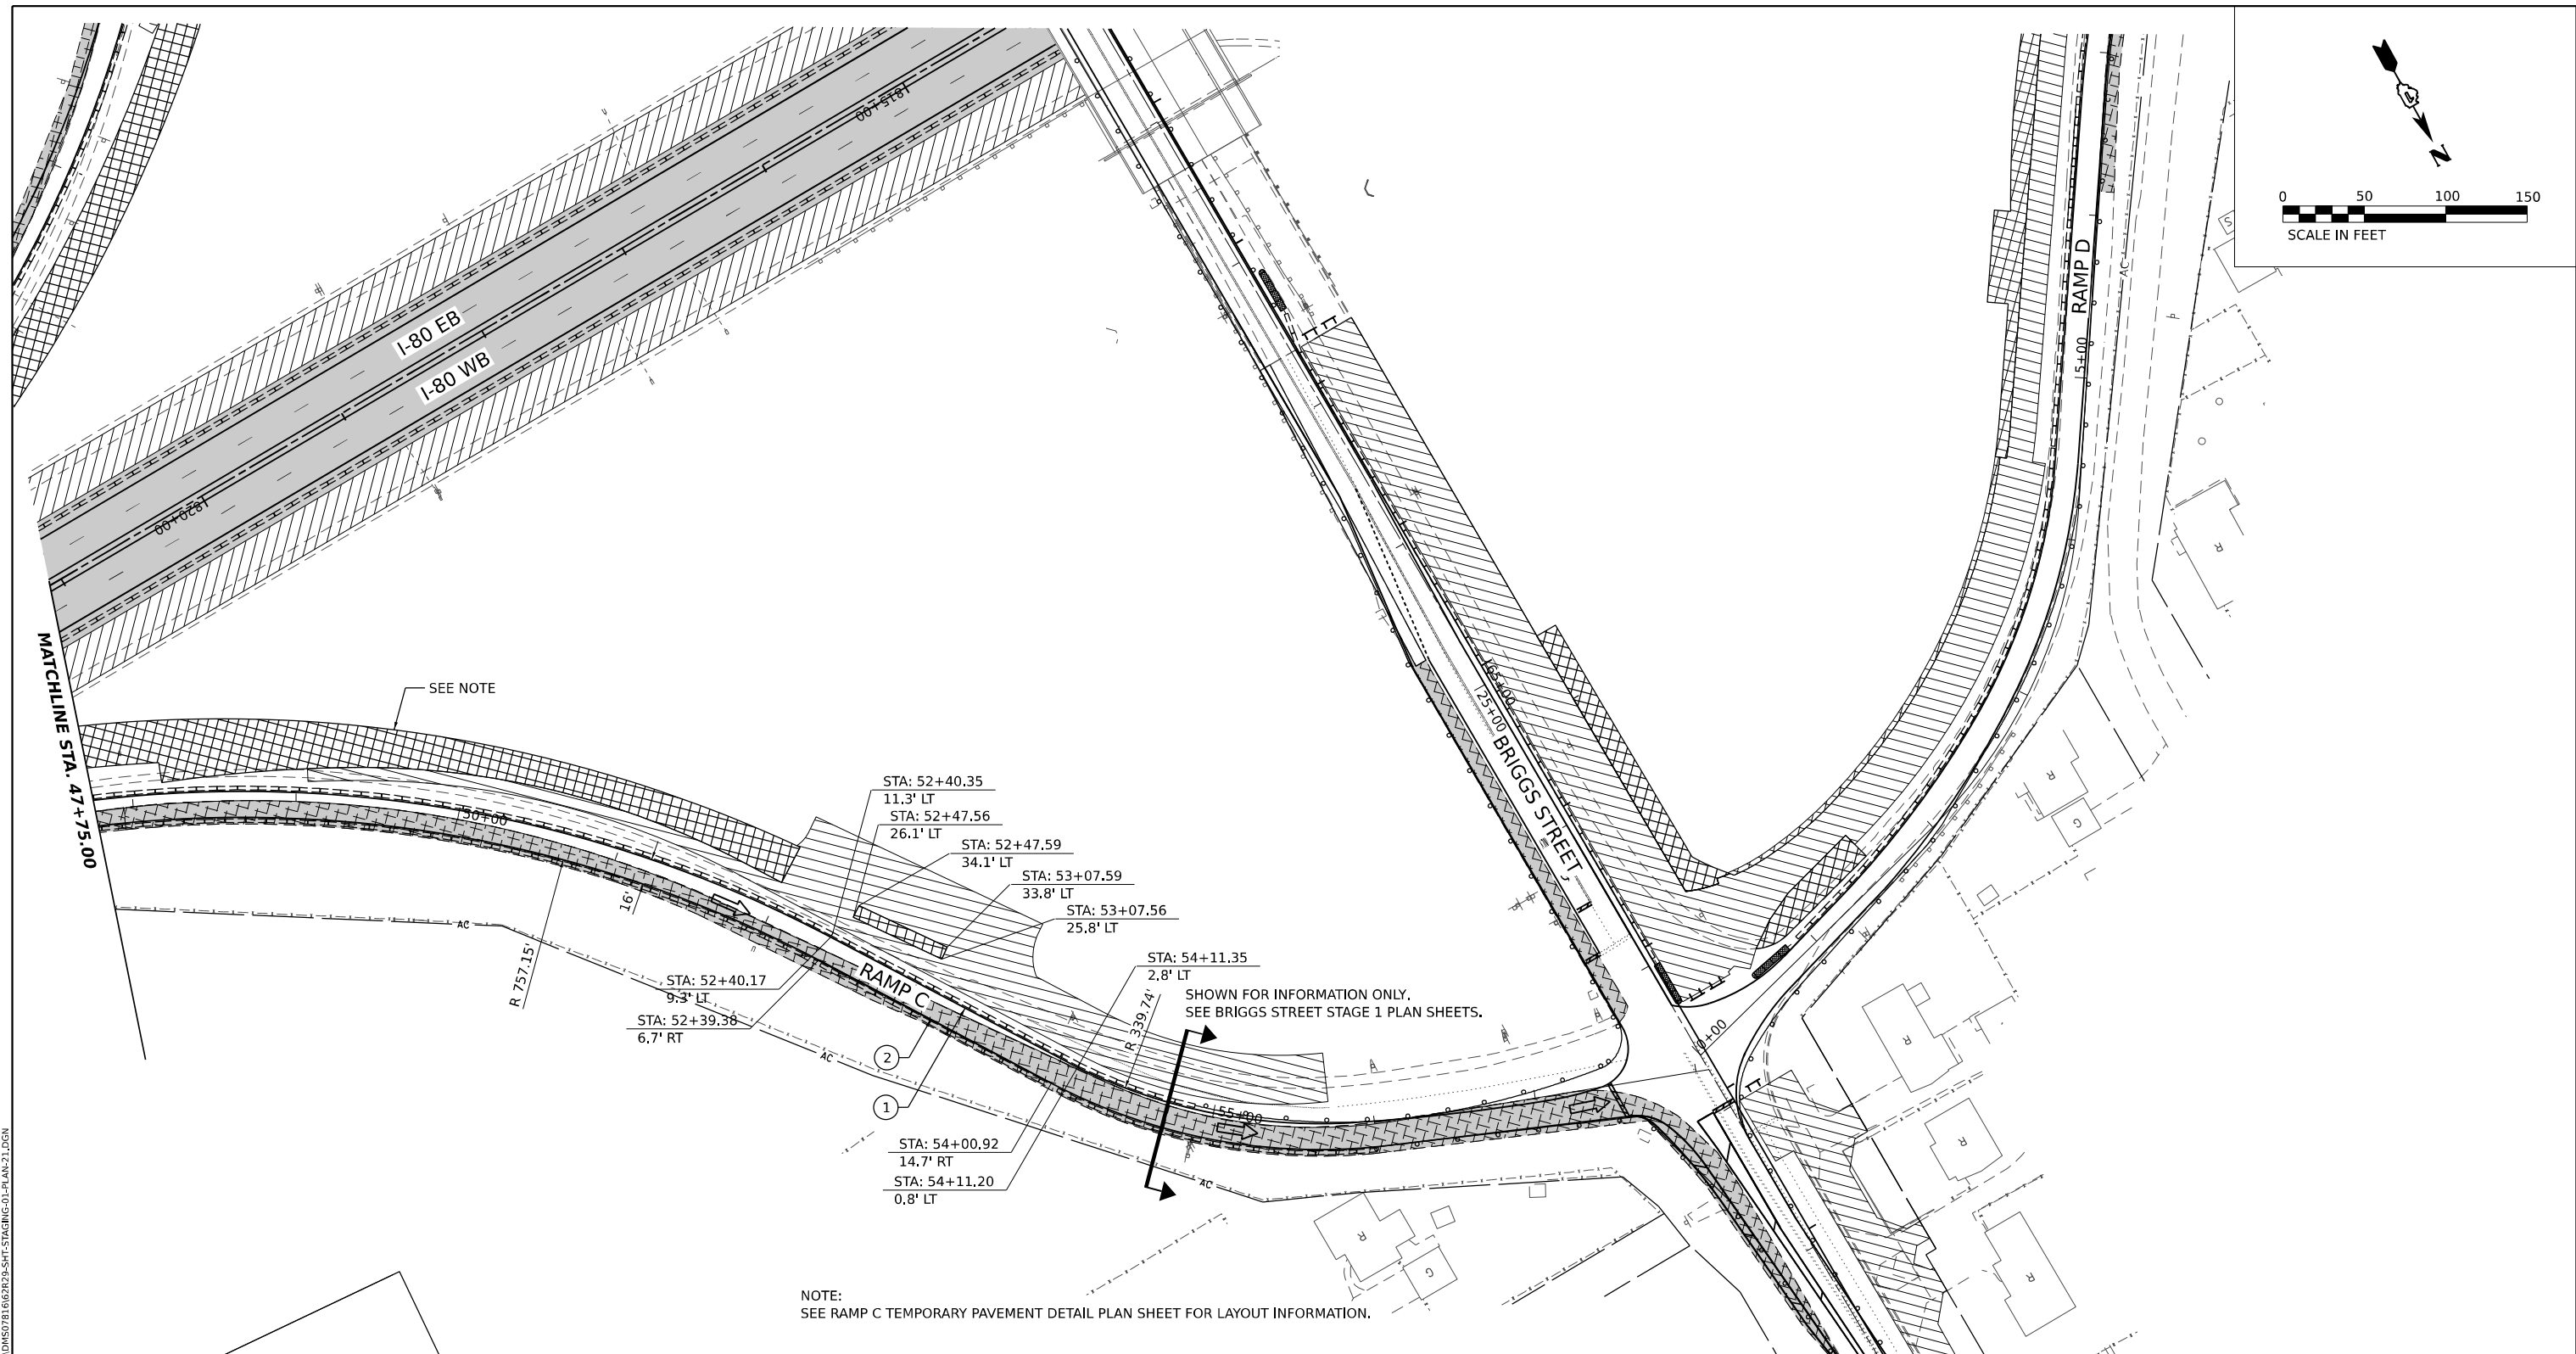 N
0 50 100 150
SCALE IN FEET
1815+00
I-80 EB
I-80 WB
1820+00
RAMP D
5+00
AC
MATCHLINE STA. 47+75.00
SEE NOTE
65+00
25+00
BRIGGS STREET
50+00
16'
R 757.15'
AC
STA: 52+40.35
11.3' LT
STA: 52+47.56
26.1' LT
STA: 52+47.59
34.1' LT
STA: 53+07.59
33.8' LT
STA: 53+07.56
25.8' LT
STA: 54+11.35
2.8' LT
STA: 52+40.17
9.3' LT
STA: 52+39.38
6.7' RT
RAMP C
R 339.74'
SHOWN FOR INFORMATION ONLY.
SEE BRIGGS STREET STAGE 1 PLAN SHEETS.
2
1
AC
55+00
0+00
STA: 54+00.92
14.7' RT
STA: 54+11.20
0.8' LT
AC
R
R
G
R
R
R
R
R
G
NOTE:
SEE RAMP C TEMPORARY PAVEMENT DETAIL PLAN SHEET FOR LAYOUT INFORMATION.